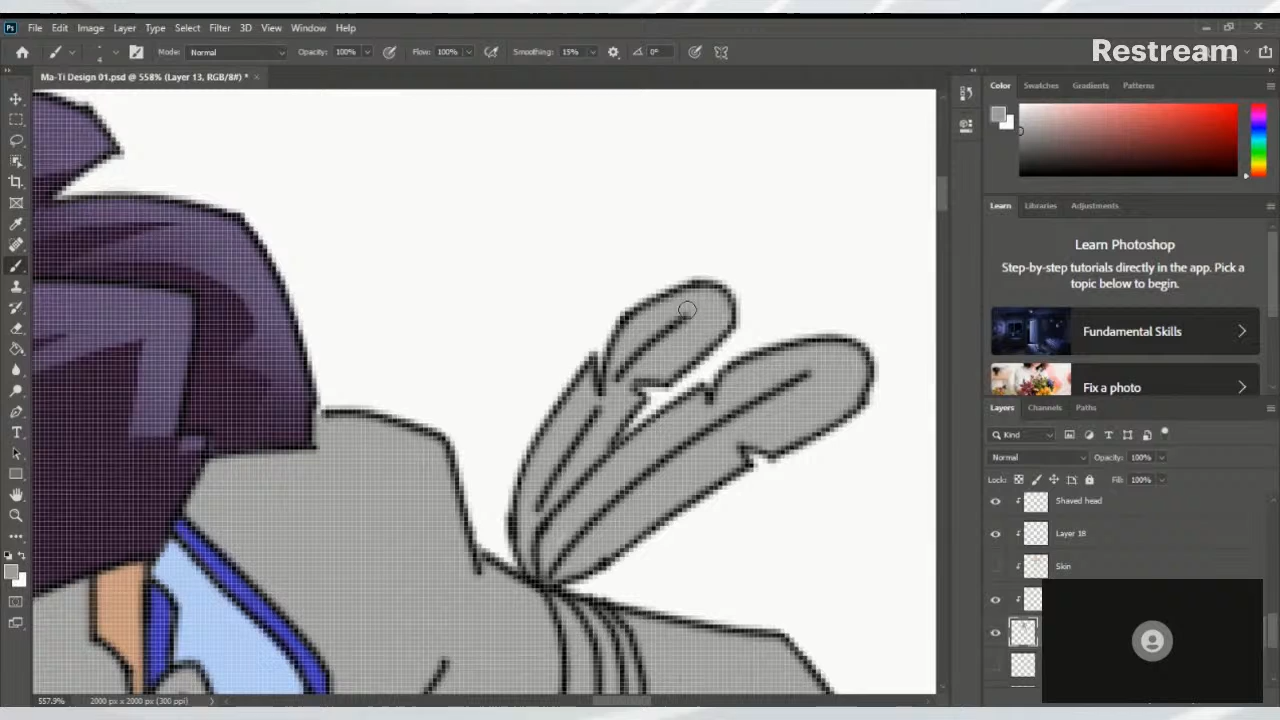 Ps File Edit Image Layer Type Select Filter 3D View Window Help
Restream
4 Mode: Normal Opacity: 100% Flow: 100% Smoothing: 15% 0°
Ma-Ti Design 01.psd @ 558% (Layer 13, RGB/8#) * ×
Color Swatches Gradients Patterns
Learn Libraries Adjustments
Learn Photoshop
Step-by-step tutorials directly in the app. Pick a
topic below to begin.
Fundamental Skills
Fix a photo
Layers Channels Paths
Kind
Normal Opacity: 100%
Lock: Fill: 100%
Shaved head
Layer 18
Skin
557.9% 2000 px x 2000 px (300 ppi)